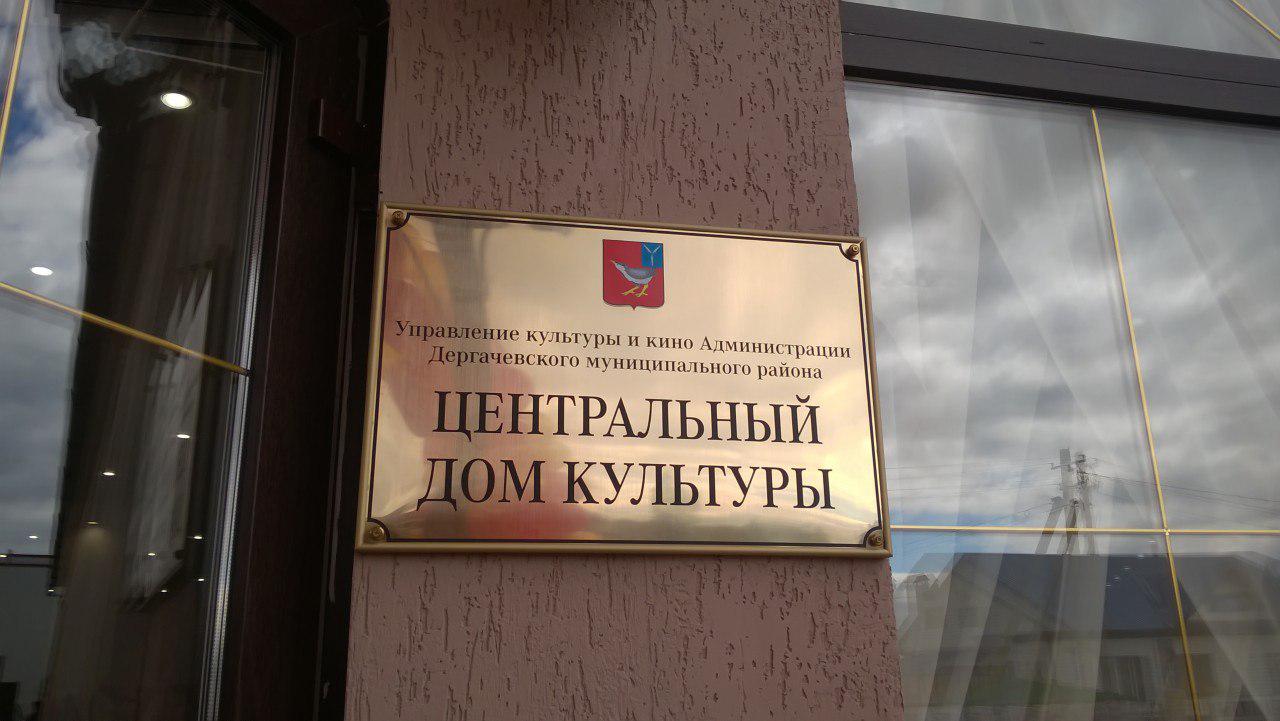 Управление культуры и кино Администрации
Дергачевского муниципального района
ЦЕНТРАЛЬНЫЙ
ДОМ КУЛЬТУРЫ